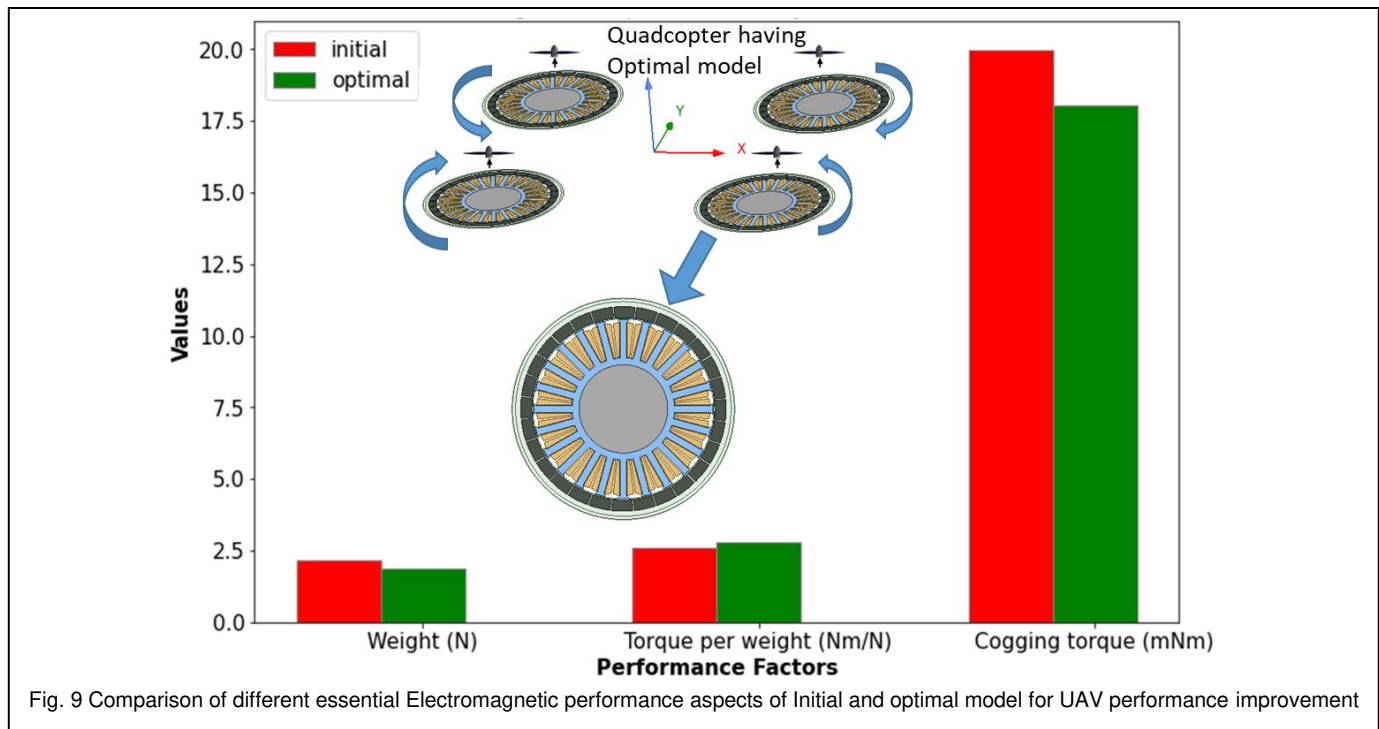 Quadcopter having
Optimal model
initial
optimal
Y
X
20.0
17.5
15.0
12.5
10.0
7.5
5.0
2.5
0.0
Values
Weight (N)
Torque per weight (Nm/N)
Cogging torque (mNm)
Performance Factors
Fig. 9 Comparison of different essential Electromagnetic performance aspects of Initial and optimal model for UAV performance improvement